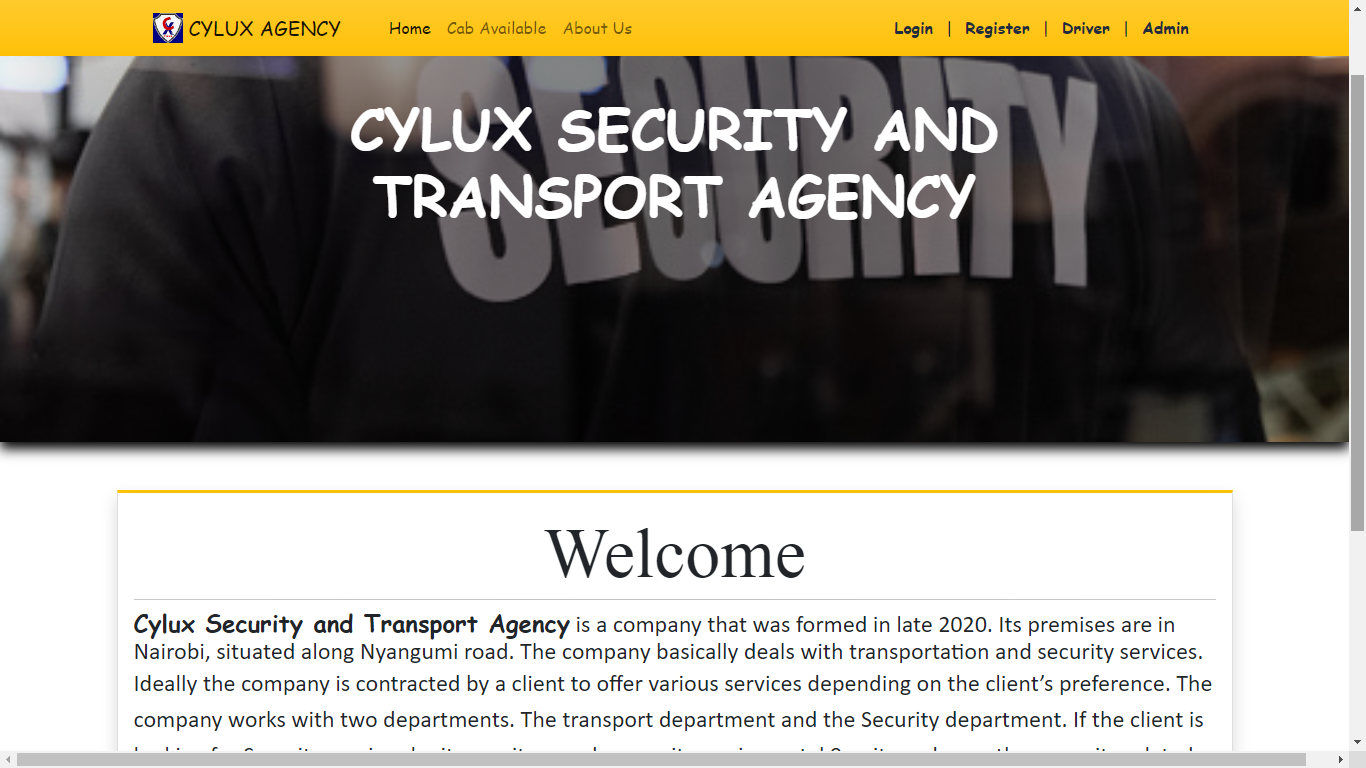 CYLUX AGENCY Home Cab Available About Us Login | Register | Driver | Admin
SECURITY
CYLUX SECURITY AND
TRANSPORT AGENCY
Welcome
Cylux Security and Transport Agency is a company that was formed in late 2020. Its premises are in
Nairobi, situated along Nyangumi road. The company basically deals with transportation and security services.
Ideally the company is contracted by a client to offer various services depending on the client’s preference. The
company works with two departments. The transport department and the Security department. If the client is